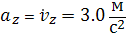 a_z = v̇_z = 3.0 м/с²